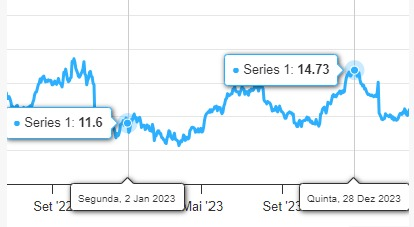 Series 1: 14.73
Series 1: 11.6
Segunda, 2 Jan 2023
Quinta, 28 Dez 2023
Set '22
Mai '23
Set '23